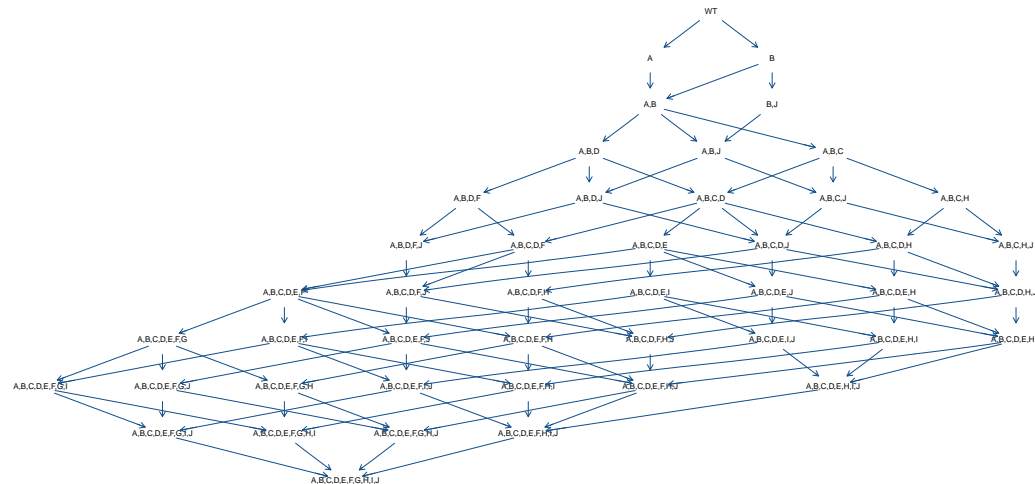 WT
A B
A,B B,J
A,B,D A,B,J A,B,C
A,B,D,F A,B,D,J A,B,C,D A,B,C,J A,B,C,H
A,B,D,F,J A,B,C,D,F A,B,C,D,E A,B,C,D,J A,B,C,D,H A,B,C,H,J
A,B,C,D,E,F A,B,C,D,F,J A,B,C,D,F,H A,B,C,D,E,I A,B,C,D,E,J A,B,C,D,E,H A,B,C,D,H,J
A,B,C,D,E,F,G A,B,C,D,E,F,I A,B,C,D,E,F,J A,B,C,D,E,F,H A,B,C,D,F,H,J A,B,C,D,E,I,J A,B,C,D,E,H,I A,B,C,D,E,H
A,B,C,D,E,F,G,I A,B,C,D,E,F,G,J A,B,C,D,E,F,G,H A,B,C,D,E,F,I,J A,B,C,D,E,F,H,I A,B,C,D,E,F,H,J A,B,C,D,E,H,I,J
A,B,C,D,E,F,G,I,J A,B,C,D,E,F,G,H,I A,B,C,D,E,F,G,H,J A,B,C,D,E,F,H,I,J
A,B,C,D,E,F,G,H,I,J